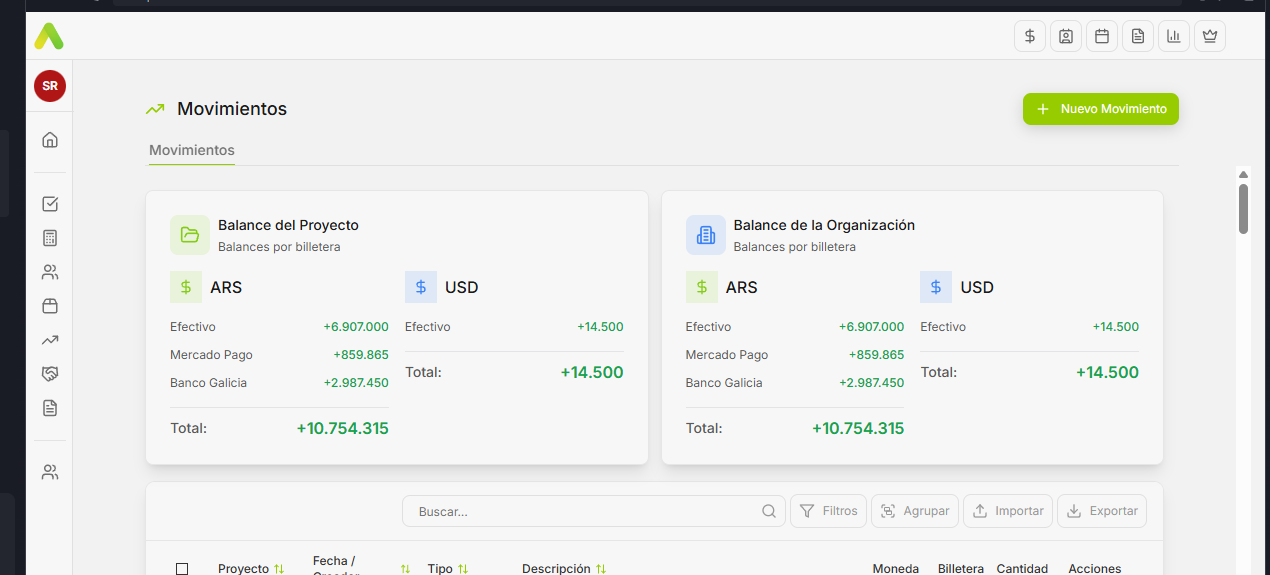 SR
Movimientos
Nuevo Movimiento
Movimientos
Balance del Proyecto
Balances por billetera
$ ARS
$ USD
Efectivo +6.907.000
Efectivo +14.500
Mercado Pago +859.865
Banco Galicia +2.987.450
Total: +14.500
Total: +10.754.315
Balance de la Organización
Balances por billetera
$ ARS
$ USD
Efectivo +6.907.000
Efectivo +14.500
Mercado Pago +859.865
Banco Galicia +2.987.450
Total: +14.500
Total: +10.754.315
Buscar...
Filtros
Agrupar
Importar
Exportar
Proyecto
Fecha /
Tipo
Descripción
Moneda
Billetera
Cantidad
Acciones